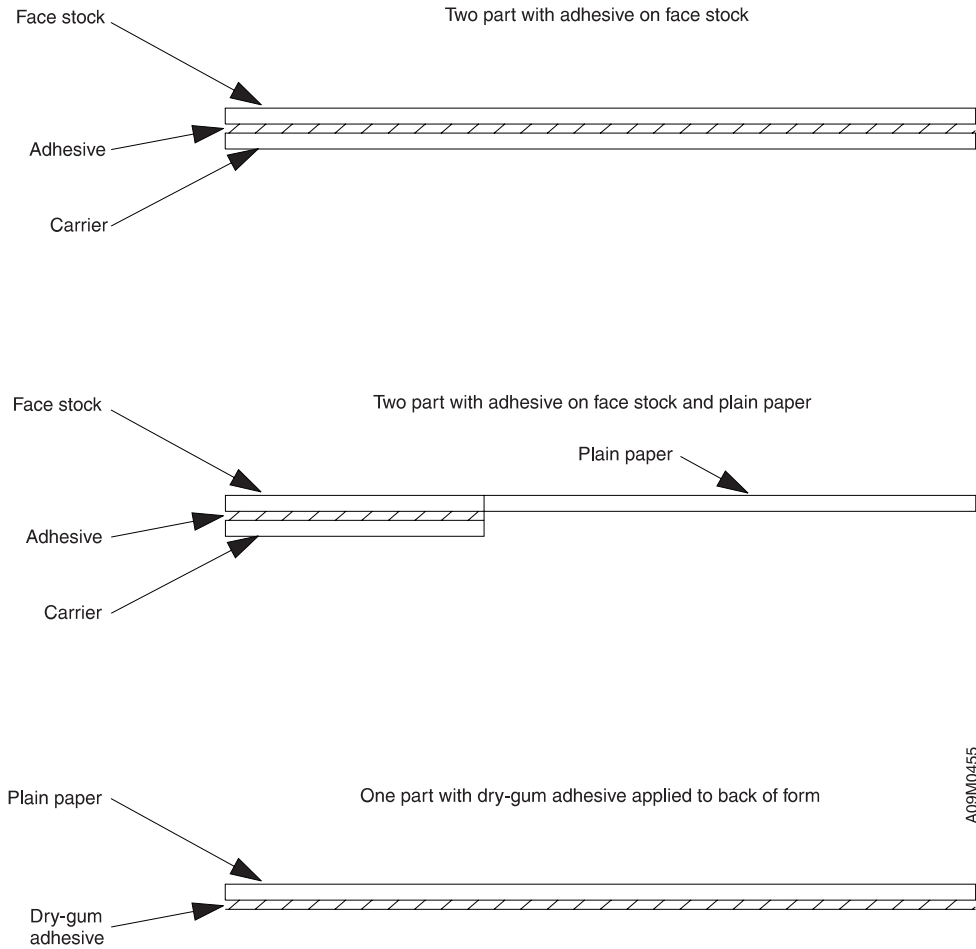 Two part with adhesive on face stock
Face stock
Adhesive
Carrier
Two part with adhesive on face stock and plain paper
Face stock
Plain paper
Adhesive
Carrier
One part with dry-gum adhesive applied to back of form
Plain paper
Dry-gum
adhesive
A09M0455